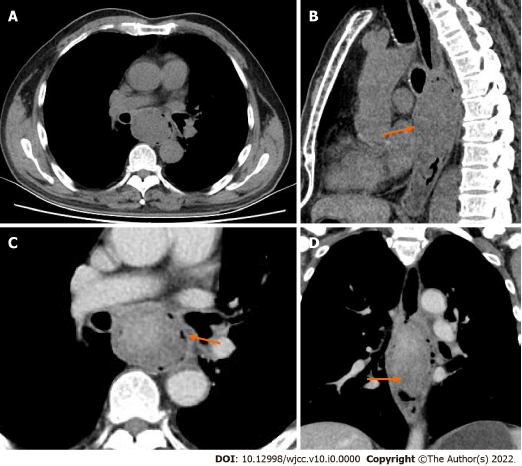 A
B
C
D
DOI: 10.12998/wjcc.v10.i0.0000 Copyright ©The Author(s) 2022.